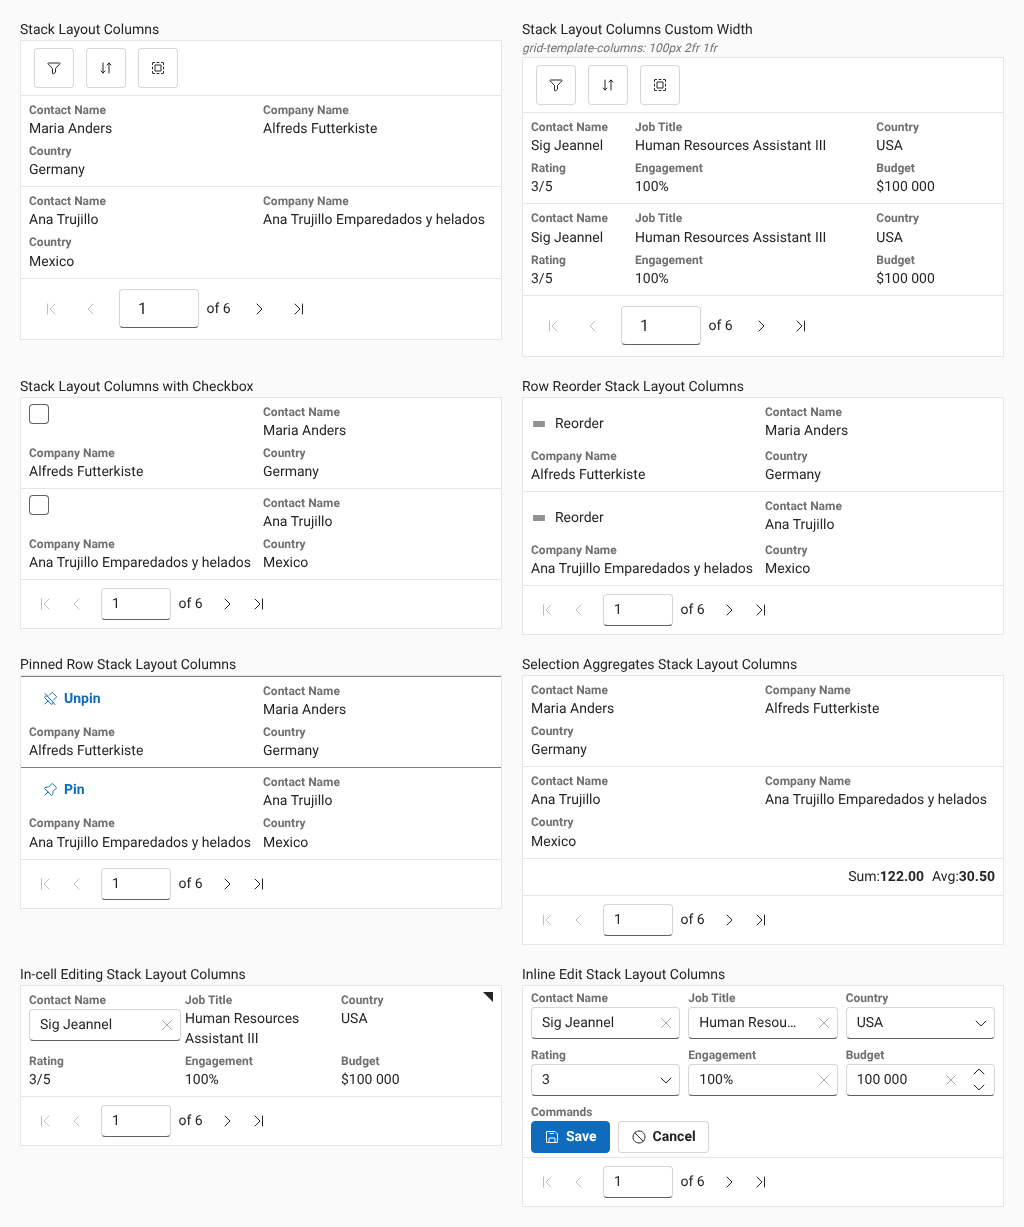 Stack Layout Columns
Contact Name Company Name
Maria Anders Alfreds Futterkiste
Country
Germany
Contact Name Company Name
Ana Trujillo Ana Trujillo Emparedados y helados
Country
Mexico
1 of 6
Stack Layout Columns Custom Width
grid-template-columns: 100px 2fr 1fr
Contact Name Job Title Country
Sig Jeannel Human Resources Assistant III USA
Rating Engagement Budget
3/5 100% $100 000
Contact Name Job Title Country
Sig Jeannel Human Resources Assistant III USA
Rating Engagement Budget
3/5 100% $100 000
1 of 6
Stack Layout Columns with Checkbox
Contact Name
Maria Anders
Company Name Country
Alfreds Futterkiste Germany
Contact Name
Ana Trujillo
Company Name Country
Ana Trujillo Emparedados y helados Mexico
1 of 6
Row Reorder Stack Layout Columns
Contact Name
Reorder Maria Anders
Company Name Country
Alfreds Futterkiste Germany
Contact Name
Reorder Ana Trujillo
Company Name Country
Ana Trujillo Emparedados y helados Mexico
1 of 6
Pinned Row Stack Layout Columns
Contact Name
Unpin Maria Anders
Company Name Country
Alfreds Futterkiste Germany
Contact Name
Pin Ana Trujillo
Company Name Country
Ana Trujillo Emparedados y helados Mexico
1 of 6
Selection Aggregates Stack Layout Columns
Contact Name Company Name
Maria Anders Alfreds Futterkiste
Country
Germany
Contact Name Company Name
Ana Trujillo Ana Trujillo Emparedados y helados
Country
Mexico
Sum:122.00 Avg:30.50
1 of 6
In-cell Editing Stack Layout Columns
Contact Name Job Title Country
Sig Jeannel Human Resources USA
Assistant III
Rating Engagement Budget
3/5 100% $100 000
1 of 6
Inline Edit Stack Layout Columns
Contact Name Job Title Country
Sig Jeannel Human Resou... USA
Rating Engagement Budget
3 100% 100 000
Commands
Save Cancel
1 of 6